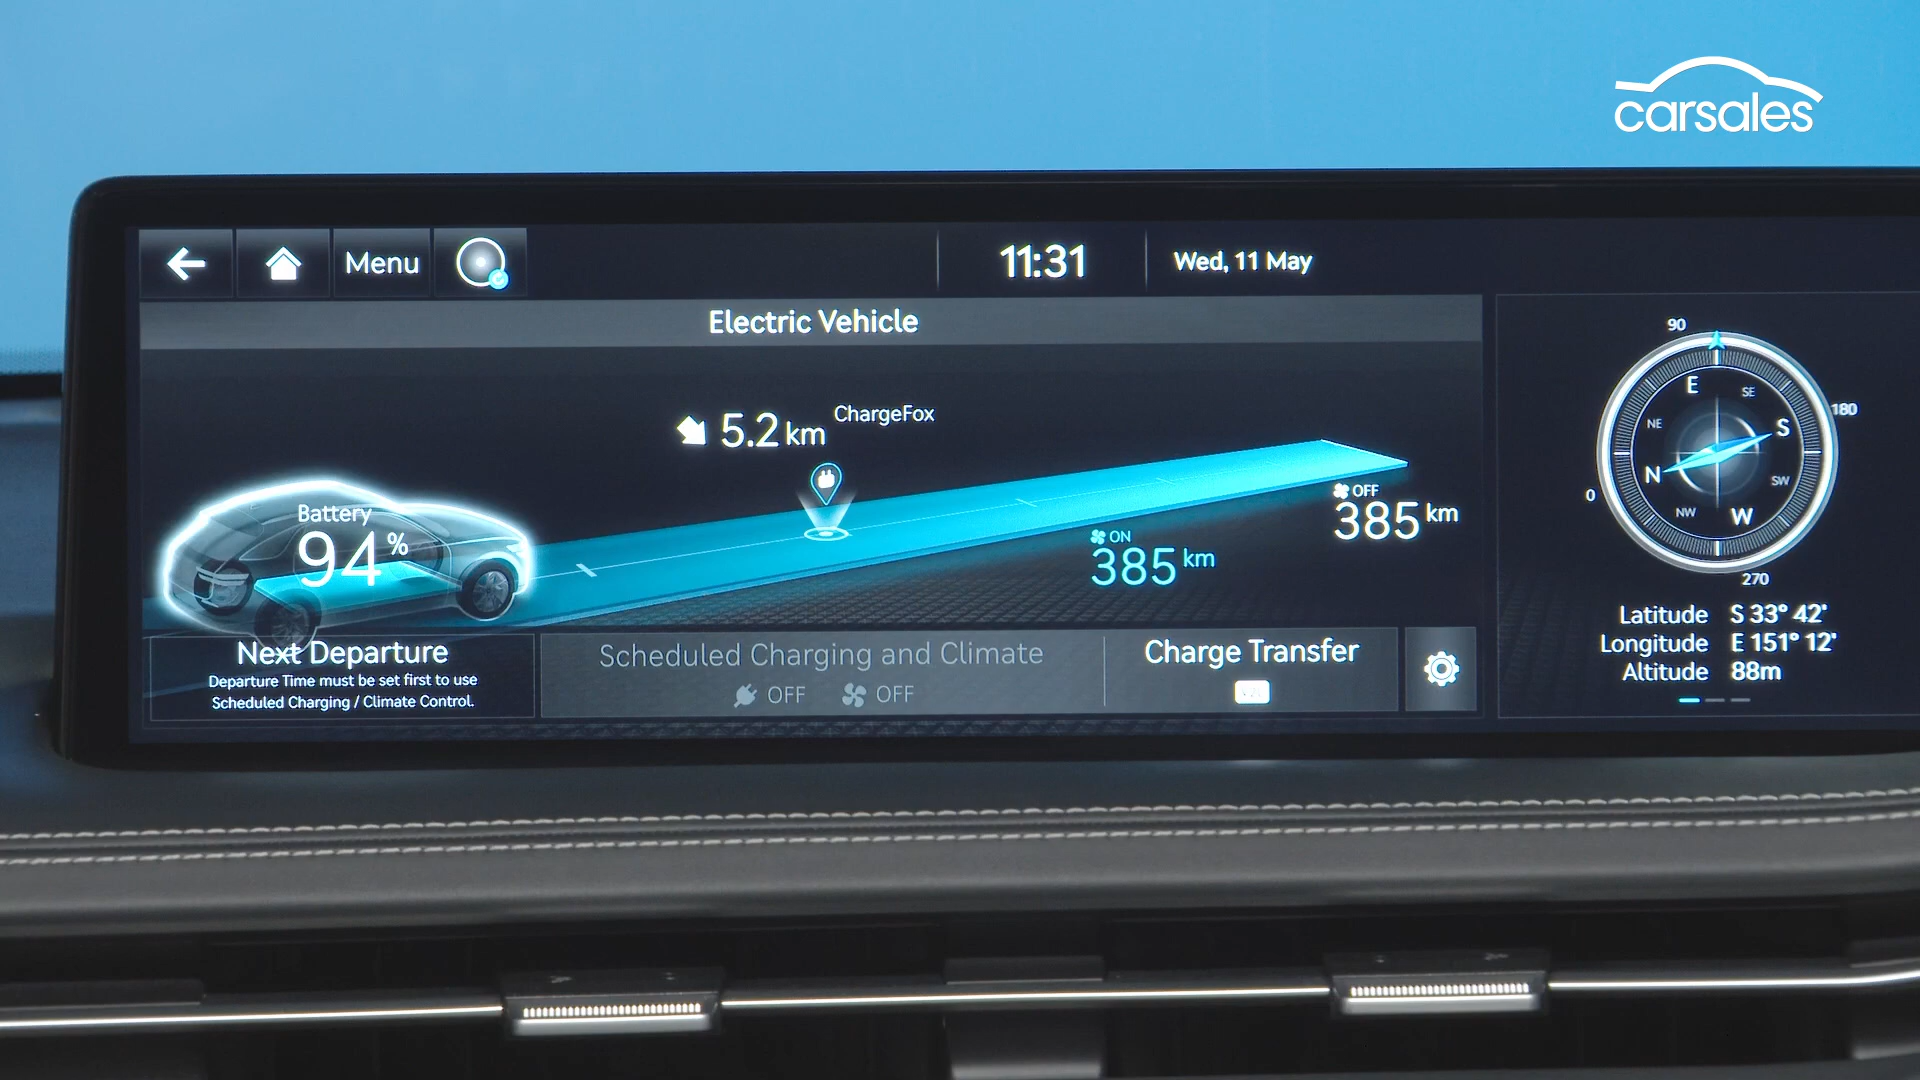 carsales
Menu
11:31
Wed, 11 May
Electric Vehicle
5.2 km ChargeFox
Battery
94%
ON
385 km
OFF
385 km
Next Departure
Departure Time must be set first to use
Scheduled Charging / Climate Control.
Scheduled Charging and Climate
OFF OFF
Charge Transfer
90
E SE
180
NE S
N SW
0
NW W
270
Latitude S 33° 42'
Longitude E 151° 12'
Altitude 88m